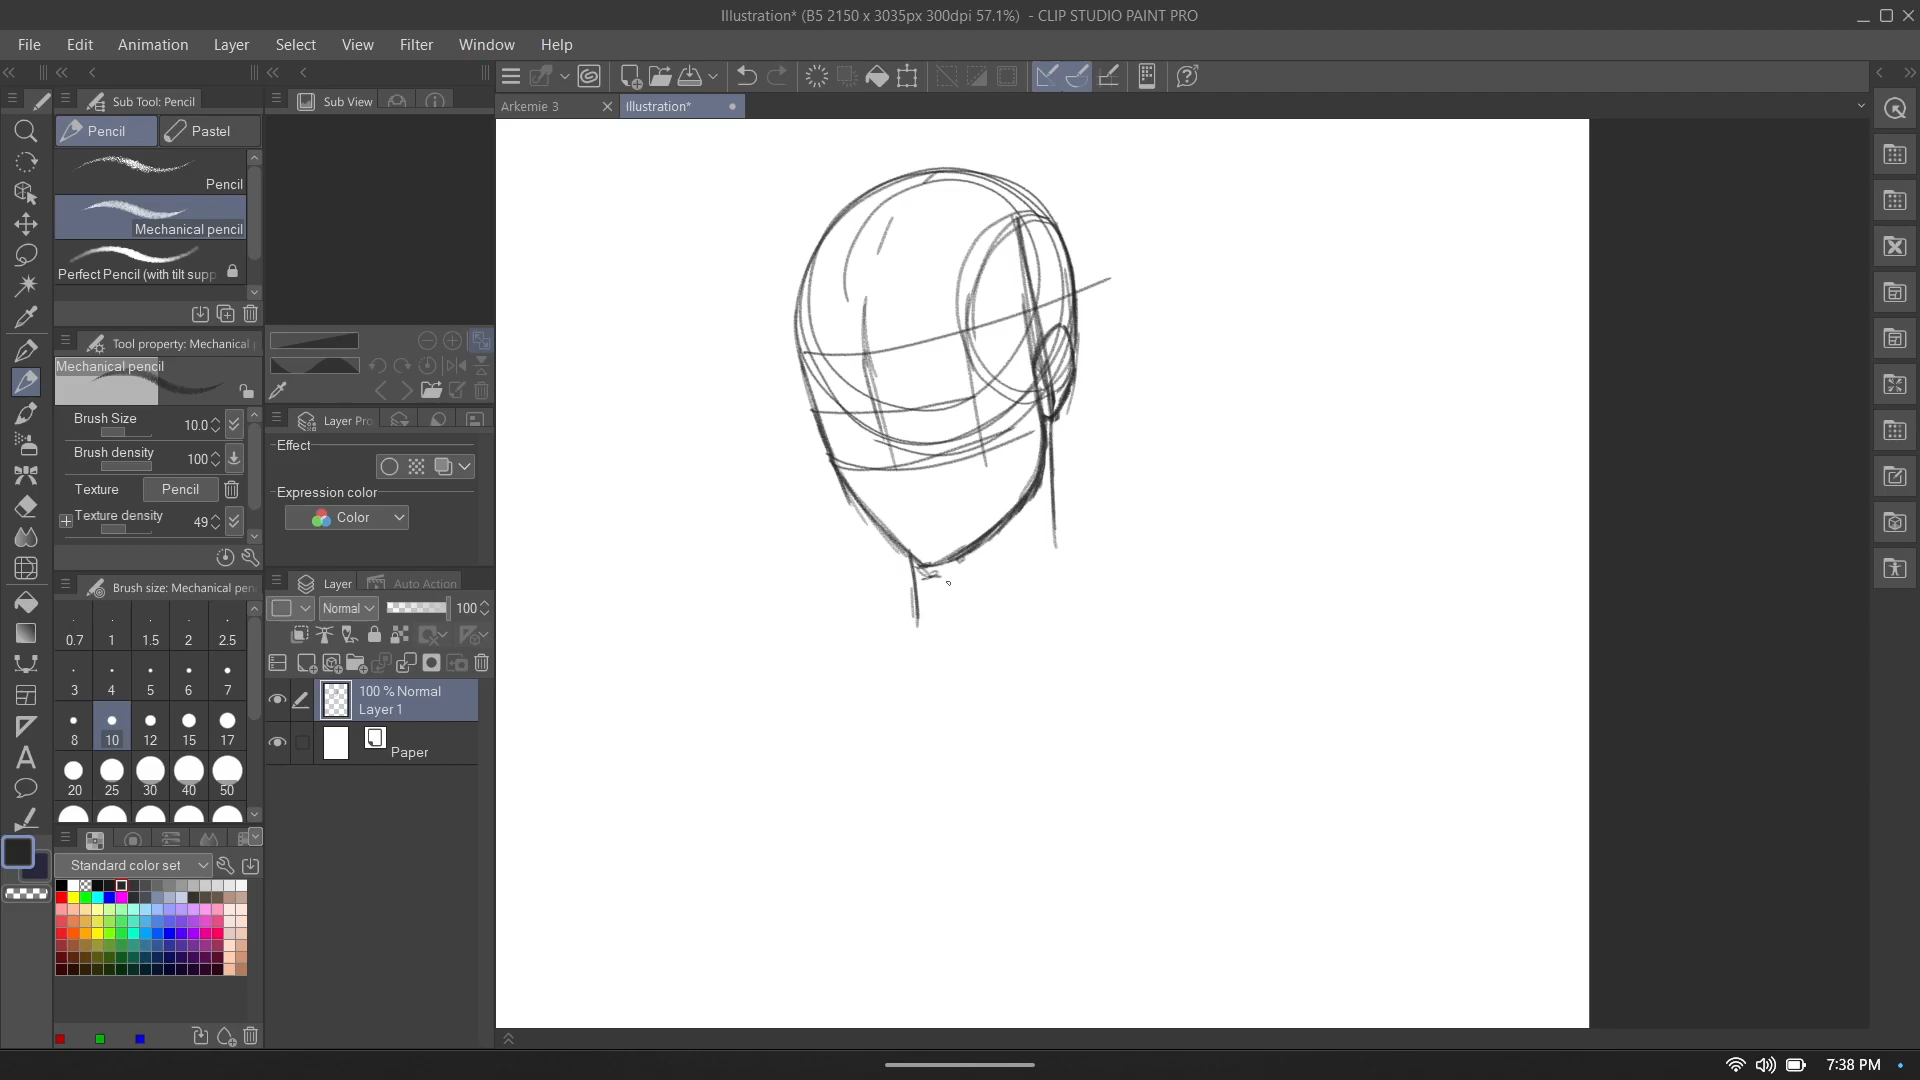 Illustration* (B5 2150 x 3035px 300dpi 57.1%) - CLIP STUDIO PAINT PRO
File Edit Animation Layer Select View Filter Window Help
Sub Tool: Pencil
Sub View
Arkemie 3
Illustration*
Pencil
Pastel
Pencil
Mechanical pencil
Perfect Pencil (with tilt supp
Tool property: Mechanical
Mechanical pencil
Brush Size 10.0
Brush density 100
Texture Pencil
Texture density 49
Layer Pro
Effect
Expression color
Color
Brush size: Mechanical pen
0.7 1 1.5 2 2.5
3 4 5 6 7
8 10 12 15 17
20 25 30 40 50
Layer
Auto Action
Normal 100
100 % Normal
Layer 1
Paper
A
Standard color set
7:38 PM